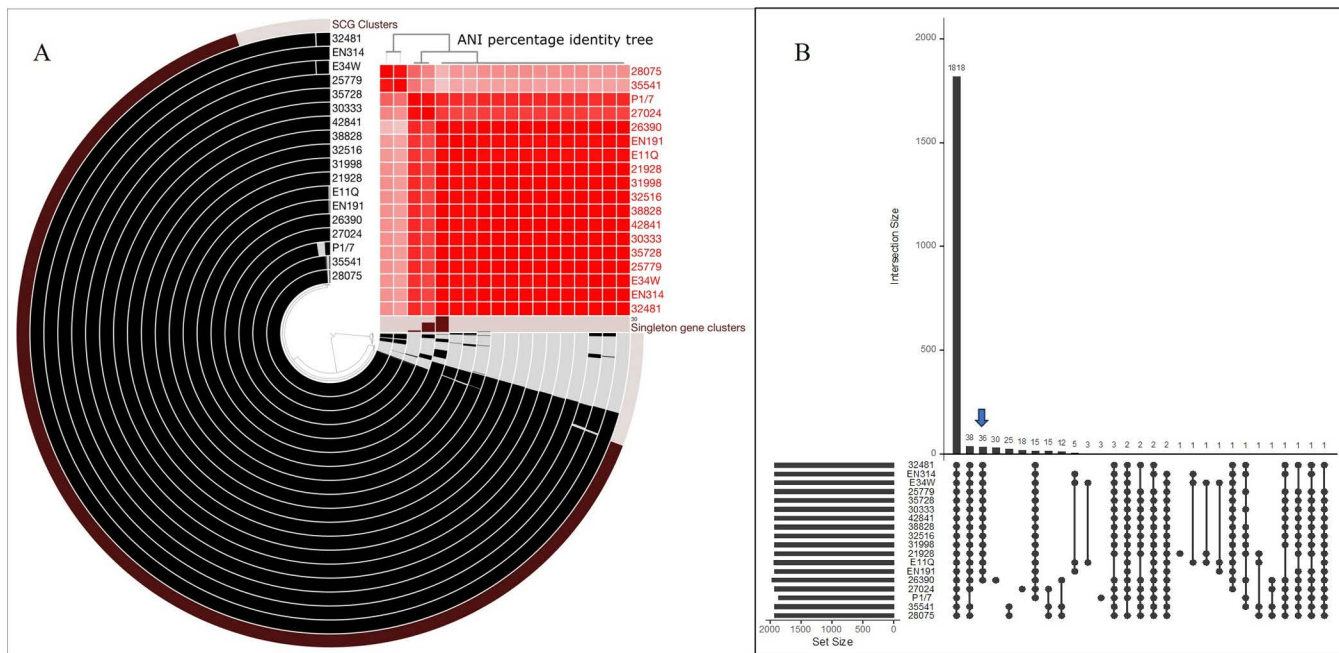 A
SCG Clusters
32481
EN314
E34W
25779
35728
30333
42841
38828
32516
31998
21928
E11Q
EN191
26390
27024
P1/7
35541
28075
ANI percentage identity tree
28075
35541
P1/7
27024
26390
EN191
E11Q
21928
31998
32516
38828
42841
30333
35728
25779
E34W
EN314
32481
30
Singleton gene clusters
B
2000
1500
1000
500
0
Intersection Size
1818
38 36 30 25 18 15 15 12 5 3 3 3 2 2 2 2 1 1 1 1 1 1 1 1 1 1 1 1
32481
EN314
E34W
25779
35728
30333
42841
38828
32516
31998
21928
E11Q
EN191
26390
27024
P1/7
35541
28075
2000 1500 1000 500 0
Set Size